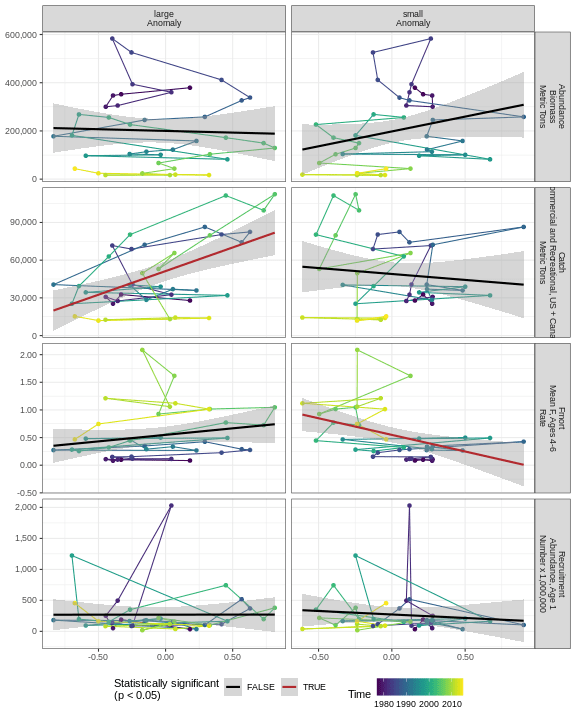 large
Anomaly
small
Anomaly
600,000
400,000
200,000
0
Abundance
Biomass
Metric Tons
90,000
60,000
30,000
0
Catch
ommercial and Recreational, US + Cana
Metric Tons
2.00
1.50
1.00
0.50
0.00
-0.50
Fmort
Mean F, Ages 4-6
Rate
2,000
1,500
1,000
500
0
Recruitment
Abundance, Age 1
Number x 1,000,000
-0.50 0.00 0.50
-0.50 0.00 0.50
Statistically significant
(p < 0.05)
FALSE TRUE
Time
1980 1990 2000 2010